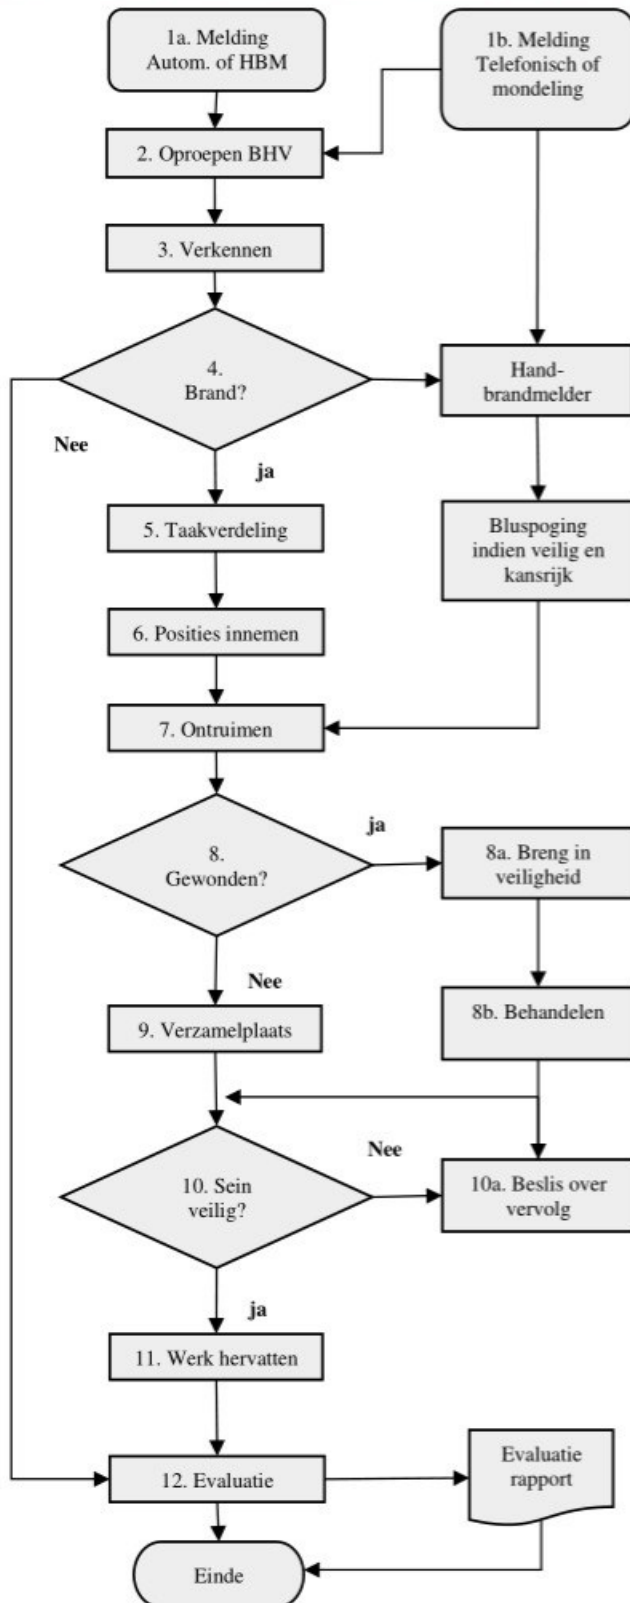 1a. Melding
Autom. of HBM
1b. Melding
Telefonisch of
mondeling
2. Oproepen BHV
3. Verkennen
4.
Brand?
Hand-
brandmelder
Nee
ja
5. Taakverdeling
Bluspoging
indien veilig en
kansrijk
6. Posities innemen
7. Ontruimen
ja
8.
Gewonden?
8a. Breng in
veiligheid
Nee
9. Verzamelplaats
8b. Behandelen
Nee
10. Sein
veilig?
10a. Beslis over
vervolg
ja
11. Werk hervatten
12. Evaluatie
Evaluatie
rapport
Einde